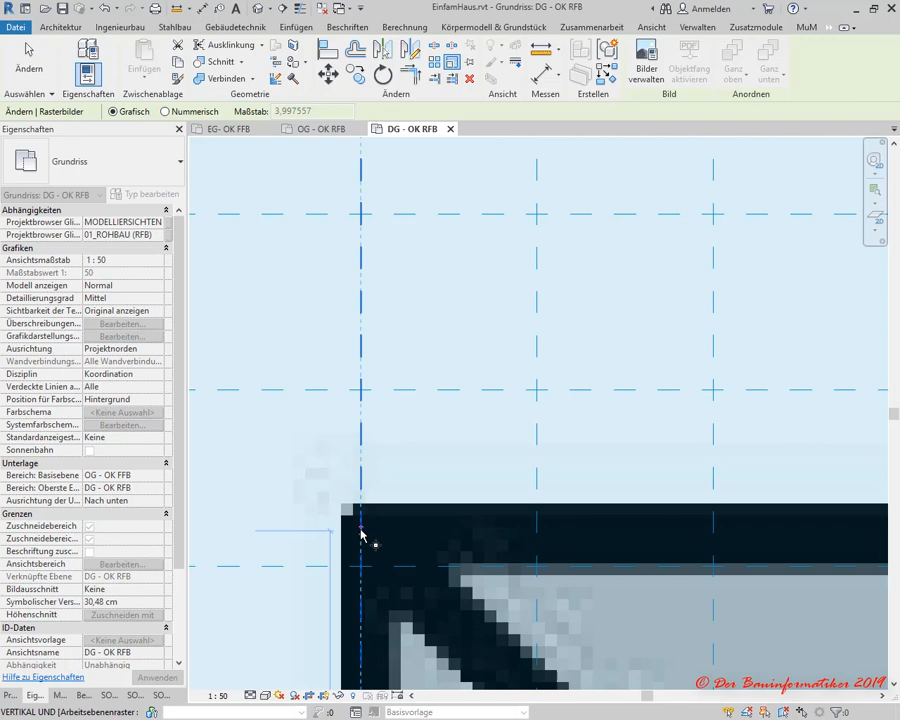 EinfamHaus.rvt - Grundriss: DG - OK RFB
Anmelden
Datei Architektur Ingenieurbau Stahlbau Gebäudetechnik Einfügen Beschriften Berechnung Körpermodell & Grundstück Zusammenarbeit Ansicht Verwalten Zusatzmodule MuM
Ändern
Auswählen
Eigenschaften
Einfügen
Zwischenablage
Ausklinkung
Schnitt
Verbinden
Geometrie
Ändern
Ansicht
Messen
Erstellen
Bilder verwalten
Objektfang aktivieren
Bild
Ganz oben
Ganz unten
Anordnen
Ändern | Rasterbilder Grafisch Numerisch Maßstab: 3,997557
Eigenschaften
EG- OK FFB OG - OK RFB DG - OK RFB
Grundriss
Grundriss: DG - OK RFB Typ bearbeiten
Abhängigkeiten
Projektbrowser Gli... MODELLIERSICHTEN
Projektbrowser Gli... 01_ROHBAU (RFB)
Grafiken
Ansichtsmaßstab 1 : 50
Maßstabswert 1: 50
Modell anzeigen Normal
Detaillierungsgrad Mittel
Sichtbarkeit der Te... Original anzeigen
Überschreibungen... Bearbeiten...
Grafikdarstellungs... Bearbeiten...
Ausrichtung Projektnorden
Wandverbindungs... Alle Wandverbindu...
Disziplin Koordination
Verdeckte Linien a... Alle
Position für Farbsc... Hintergrund
Farbschema <Keine Auswahl>
Systemfarbschem... Bearbeiten...
Standardanzeigest... Keine
Sonnenbahn
Unterlage
Bereich: Basisebene OG - OK FFB
Bereich: Oberste E... DG - OK RFB
Ausrichtung der U... Nach unten
Grenzen
Zuschneidebereich
Zuschneidebereic...
Beschriftung zusc...
Ansichtsbereich Bearbeiten...
Verknüpfte Ebene DG - OK RFB
Bildausschnitt Keine
Symbolischer Vers... 30,48 cm
Höhenschnitt Zuschneiden mit
ID-Daten
Ansichtsvorlage <Keine Auswahl>
Ansichtsname DG - OK RFB
Abhängigkeit Unabhängig
Hilfe zu Eigenschaften Anwenden
Pr... Eig... M... Be... SO... SO... SO... 1 : 50
© Der Bauinformatiker 2019
VERTIKAL UND [Arbeitsebenenraster :0 Basisvorlage :0